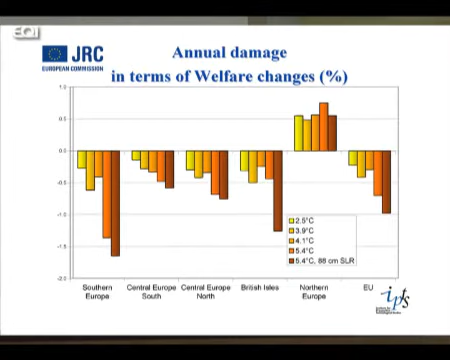 EQI
JRC
EUROPEAN COMMISSION
Annual damage
in terms of Welfare changes (%)
1.0
0.5
0.0
-0.5
-1.0
-1.5
-2.0
2.5°C
3.9°C
4.1°C
5.4°C
5.4°C, 88 cm SLR
Southern Europe
Central Europe South
Central Europe North
British Isles
Northern Europe
EU
ipts